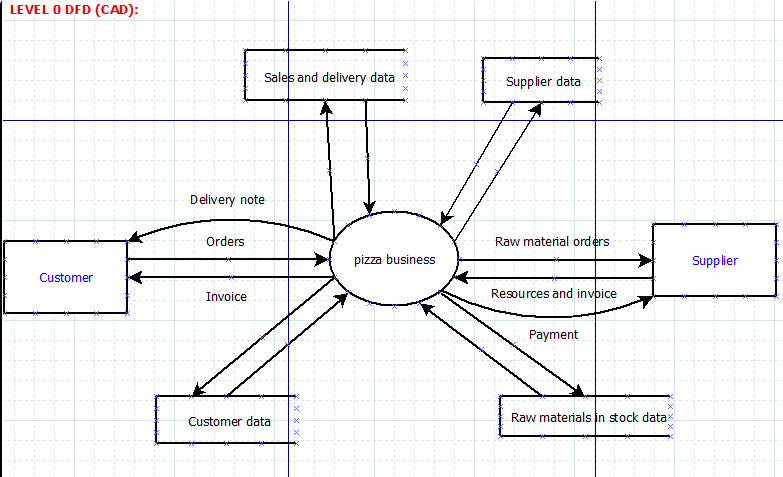 LEVEL 0 DFD (CAD):
Sales and delivery data
Supplier data
Delivery note
Orders
Raw material orders
Customer
pizza business
Supplier
Invoice
Resources and invoice
Payment
Customer data
Raw materials in stock data